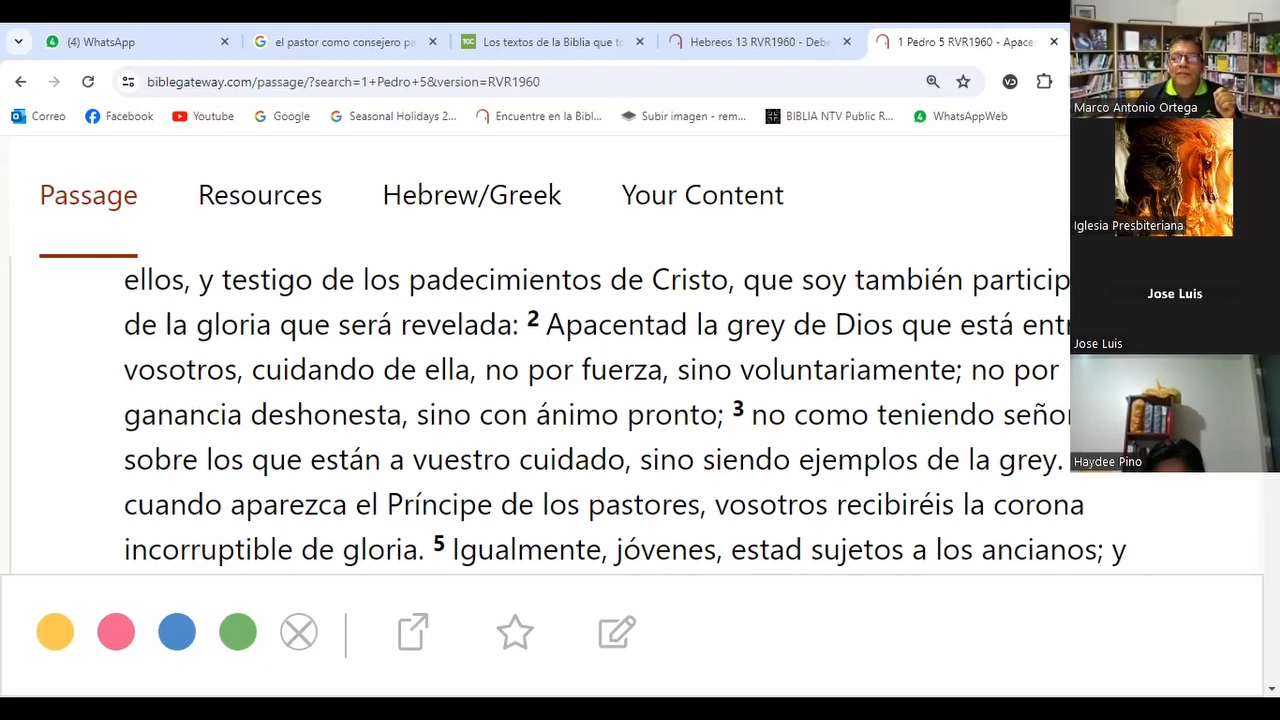 (4) WhatsApp
el pastor como consejero pa
Los textos de la Biblia que to
Hebreos 13 RVR1960 - Debe
1 Pedro 5 RVR1960 - Apace
biblegateway.com/passage/?search=1+Pedro+5&version=RVR1960
Correo
Facebook
Youtube
Google
Seasonal Holidays 2...
Encuentre en la Bibl...
Subir imagen - rem...
BIBLIA NTV Public R...
WhatsAppWeb
Passage
Resources
Hebrew/Greek
Your Content
ellos, y testigo de los padecimientos de Cristo, que soy también particip
de la gloria que será revelada: 2 Apacentad la grey de Dios que está ent
vosotros, cuidando de ella, no por fuerza, sino voluntariamente; no por
ganancia deshonesta, sino con ánimo pronto; 3 no como teniendo seño
sobre los que están a vuestro cuidado, sino siendo ejemplos de la grey.
cuando aparezca el Príncipe de los pastores, vosotros recibiréis la corona
incorruptible de gloria. 5 Igualmente, jóvenes, estad sujetos a los ancianos; y
Marco Antonio Ortega
Iglesia Presbiteriana
Jose Luis
Jose Luis
Haydee Pino